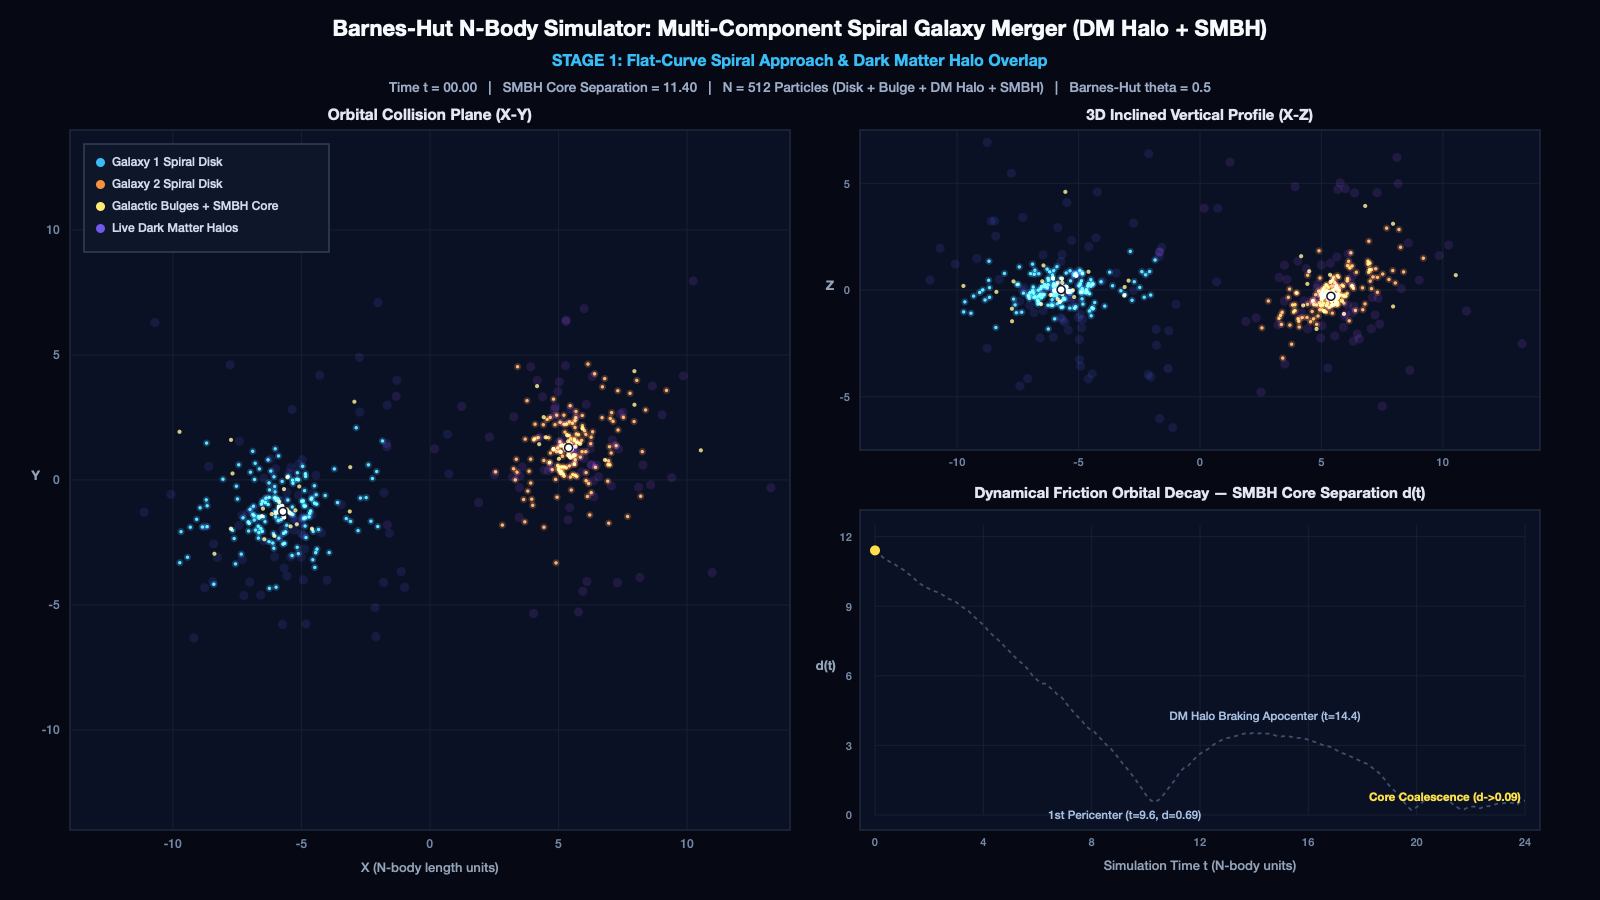 Barnes-Hut N-Body Simulator: Multi-Component Spiral Galaxy Merger (DM Halo + SMBH)
STAGE 1: Flat-Curve Spiral Approach & Dark Matter Halo Overlap
Time t = 00.00 | SMBH Core Separation = 11.40 | N = 512 Particles (Disk + Bulge + DM Halo + SMBH) | Barnes-Hut theta = 0.5
Orbital Collision Plane (X-Y)
Galaxy 1 Spiral Disk
Galaxy 2 Spiral Disk
Galactic Bulges + SMBH Core
Live Dark Matter Halos
10
5
Y
0
-5
-10
-10 -5 0 5 10
X (N-body length units)
3D Inclined Vertical Profile (X-Z)
5
Z
0
-5
-10 -5 0 5 10
Dynamical Friction Orbital Decay — SMBH Core Separation d(t)
12
9
d(t)
6
3
0
DM Halo Braking Apocenter (t=14.4)
Core Coalescence (d->0.09)
1st Pericenter (t=9.6, d=0.69)
0 4 8 12 16 20 24
Simulation Time t (N-body units)